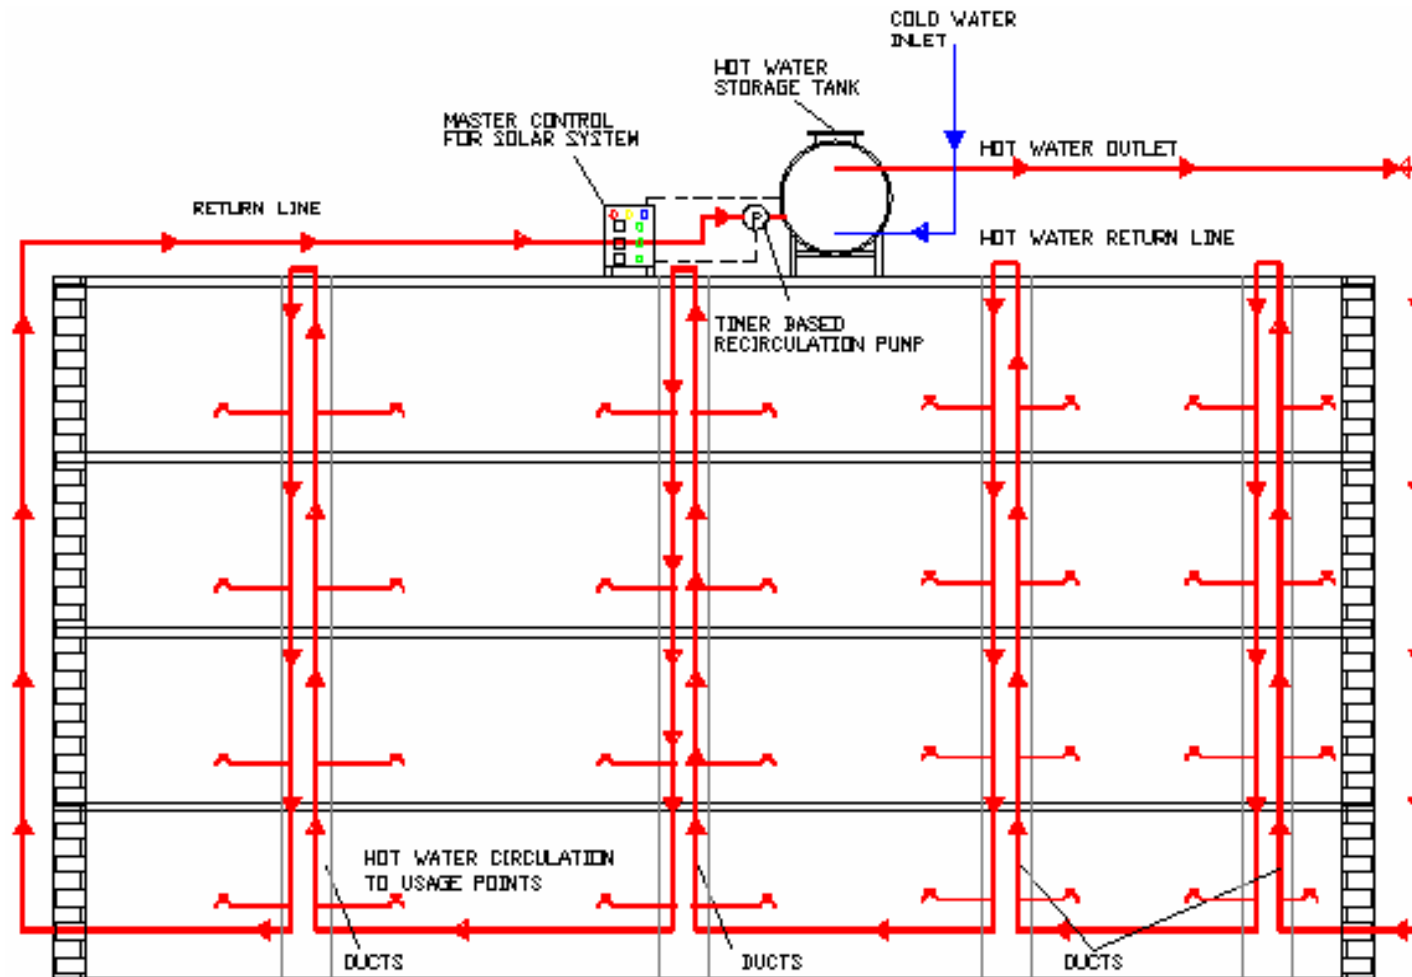 COLD WATER
INLET
HOT WATER
STORAGE TANK
MASTER CONTROL
FOR SOLAR SYSTEM
HOT WATER OUTLET
RETURN LINE
P
HOT WATER RETURN LINE
TINER BASED
RECIRCULATION PUMP
HOT WATER CIRCULATION
TO USAGE POINTS
DUCTS
DUCTS
DUCTS